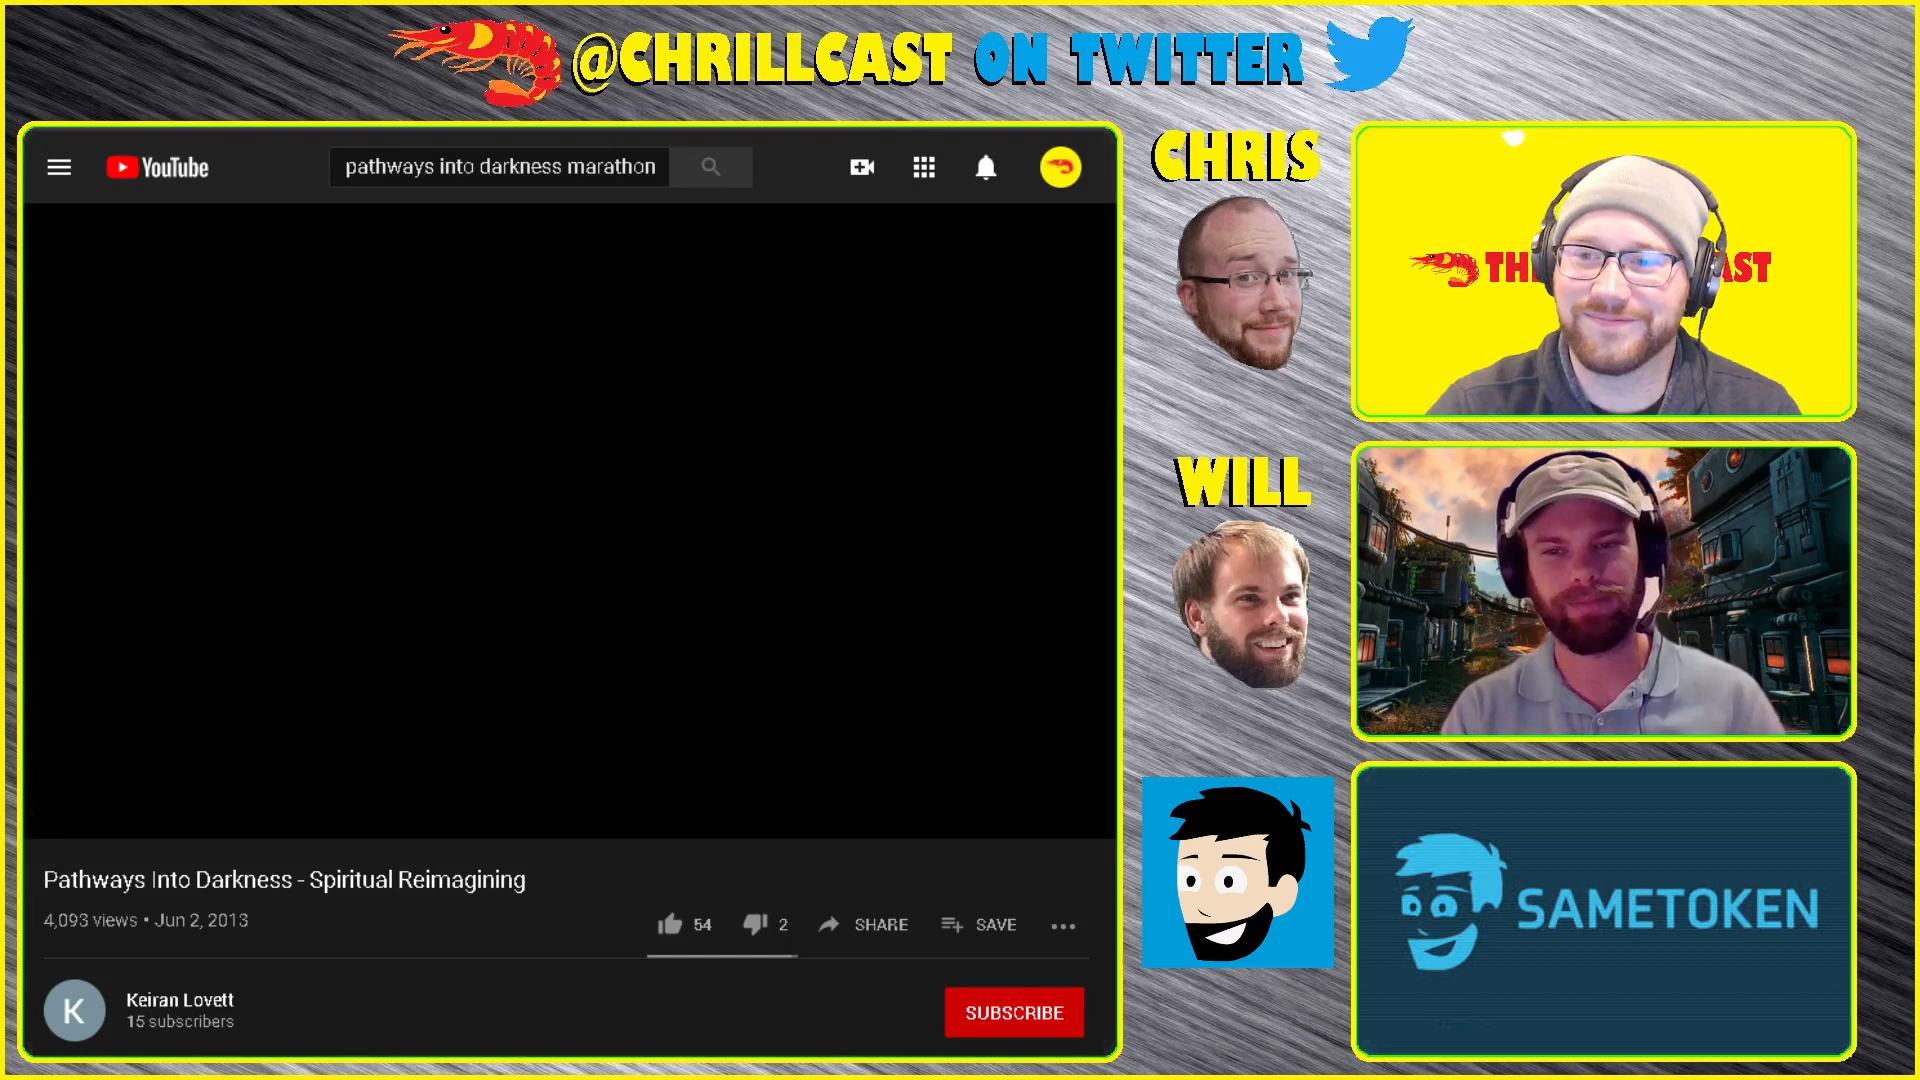 @CHRILLCAST ON TWITTER
YouTube
pathways into darkness marathon
CHRIS
AST
WILL
Pathways Into Darkness - Spiritual Reimagining
4,093 views • Jun 2, 2013
54
2
SHARE
SAVE
K
Keiran Lovett
15 subscribers
SUBSCRIBE
SAMETOKEN